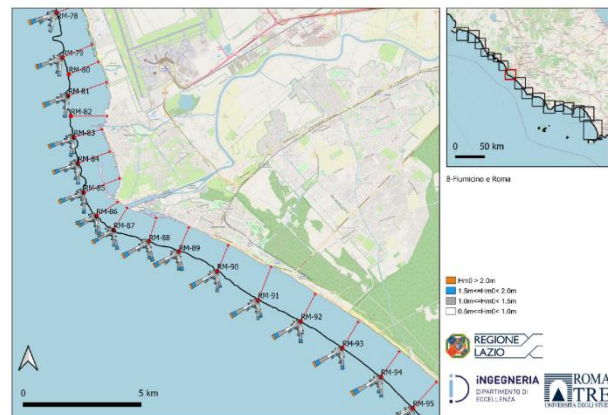 RM-78
RM-79
RM-80
RM-81
RM-82
RM-83
RM-84
RM-85
RM-86
RM-87
RM-88
RM-89
RM-90
RM-91
RM-92
RM-93
RM-94
RM-95
0 5 km
0 50 km
8-Fiumicino e Roma
Hm0 > 2.0m
1.5m<=Hm0< 2.0m
1.0m<=Hm0< 1.5m
0.5m<=Hm0< 1.0m
REGIONE
LAZIO
INGEGNERIA
DIPARTIMENTO DI
ECCELLENZA
ROMA
TRE
UNIVERSITÀ DEGLI STUDI